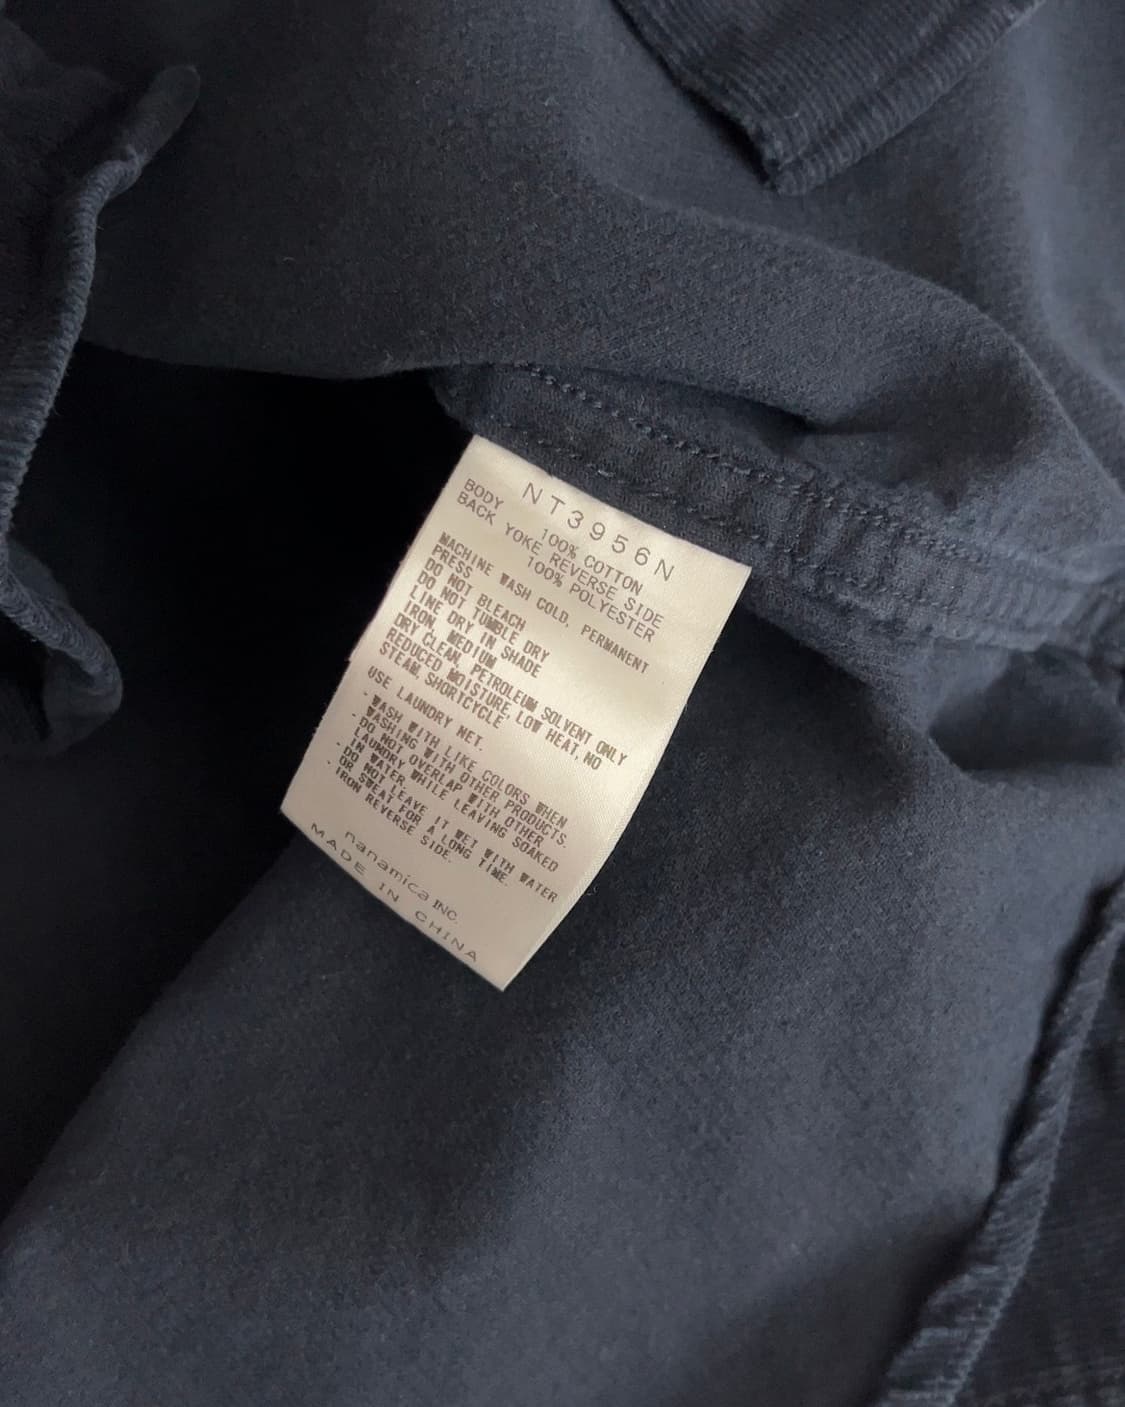 NT3956N
BODY 100% COTTON
BACK YOKE REVERSE SIDE
100% POLYESTER
MACHINE WASH COLD, PERMANENT
PRESS
DO NOT BLEACH
DO NOT TUMBLE DRY
LINE DRY IN SHADE
IRON, MEDIUM
DRY CLEAN, PETROLEUM SOLVENT ONLY
REDUCED MOISTURE, LOW HEAT, NO
STEAM, SHORTCYCLE
USE LAUNDRY NET.
・WASH WITH LIKE COLORS WHEN
WASHING WITH OTHER PRODUCTS.
・DO NOT OVERLAP WITH OTHER
LAUNDRY WHILE LEAVING SOAKED
IN WATER.
・DO NOT LEAVE IT WET WITH WATER
OR SWEAT FOR A LONG TIME.
・IRON REVERSE SIDE.
nanamica INC.
MADE IN CHINA